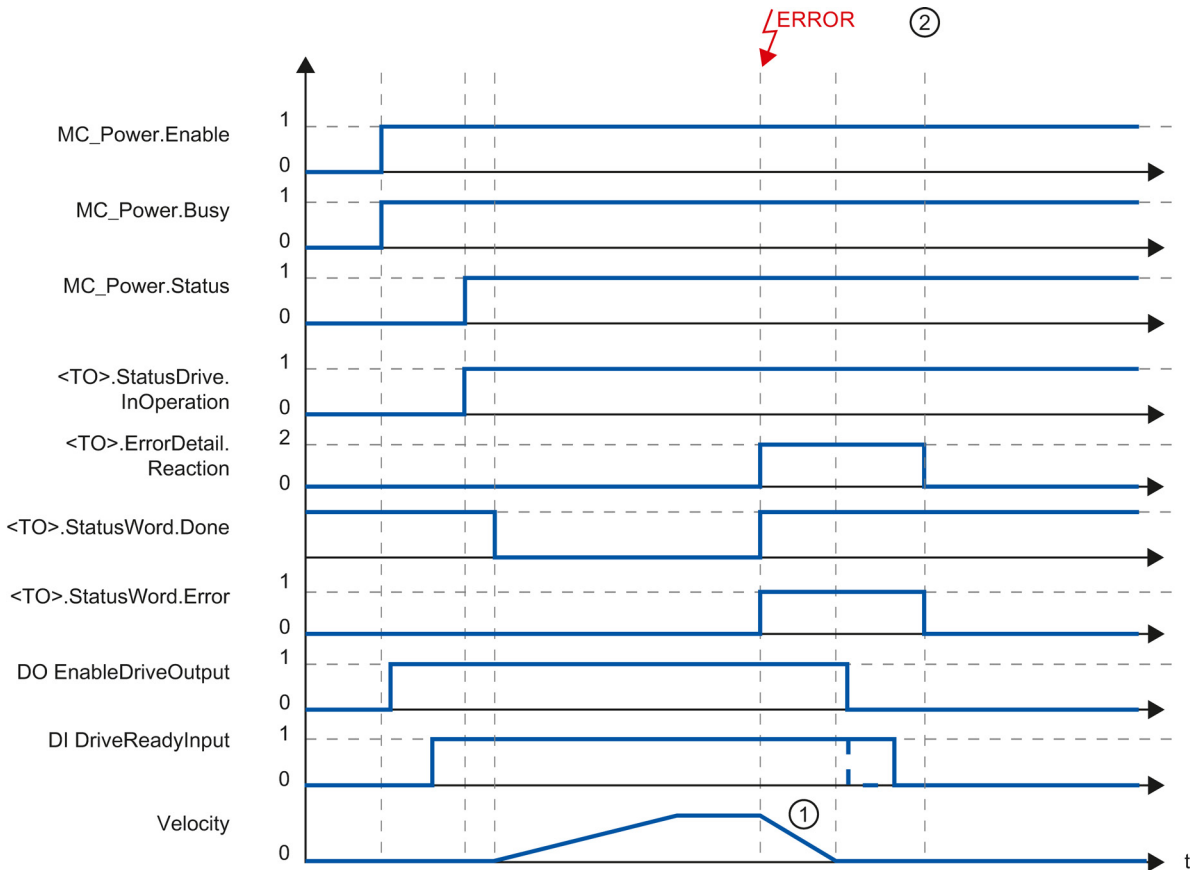 ERROR
2
MC_Power.Enable
1
0
MC_Power.Busy
1
0
MC_Power.Status
1
0
<TO>.StatusDrive.
InOperation
1
0
<TO>.ErrorDetail.
Reaction
2
0
<TO>.StatusWord.Done
<TO>.StatusWord.Error
1
0
DO EnableDriveOutput
1
0
DI DriveReadyInput
1
0
Velocity
1
0
t